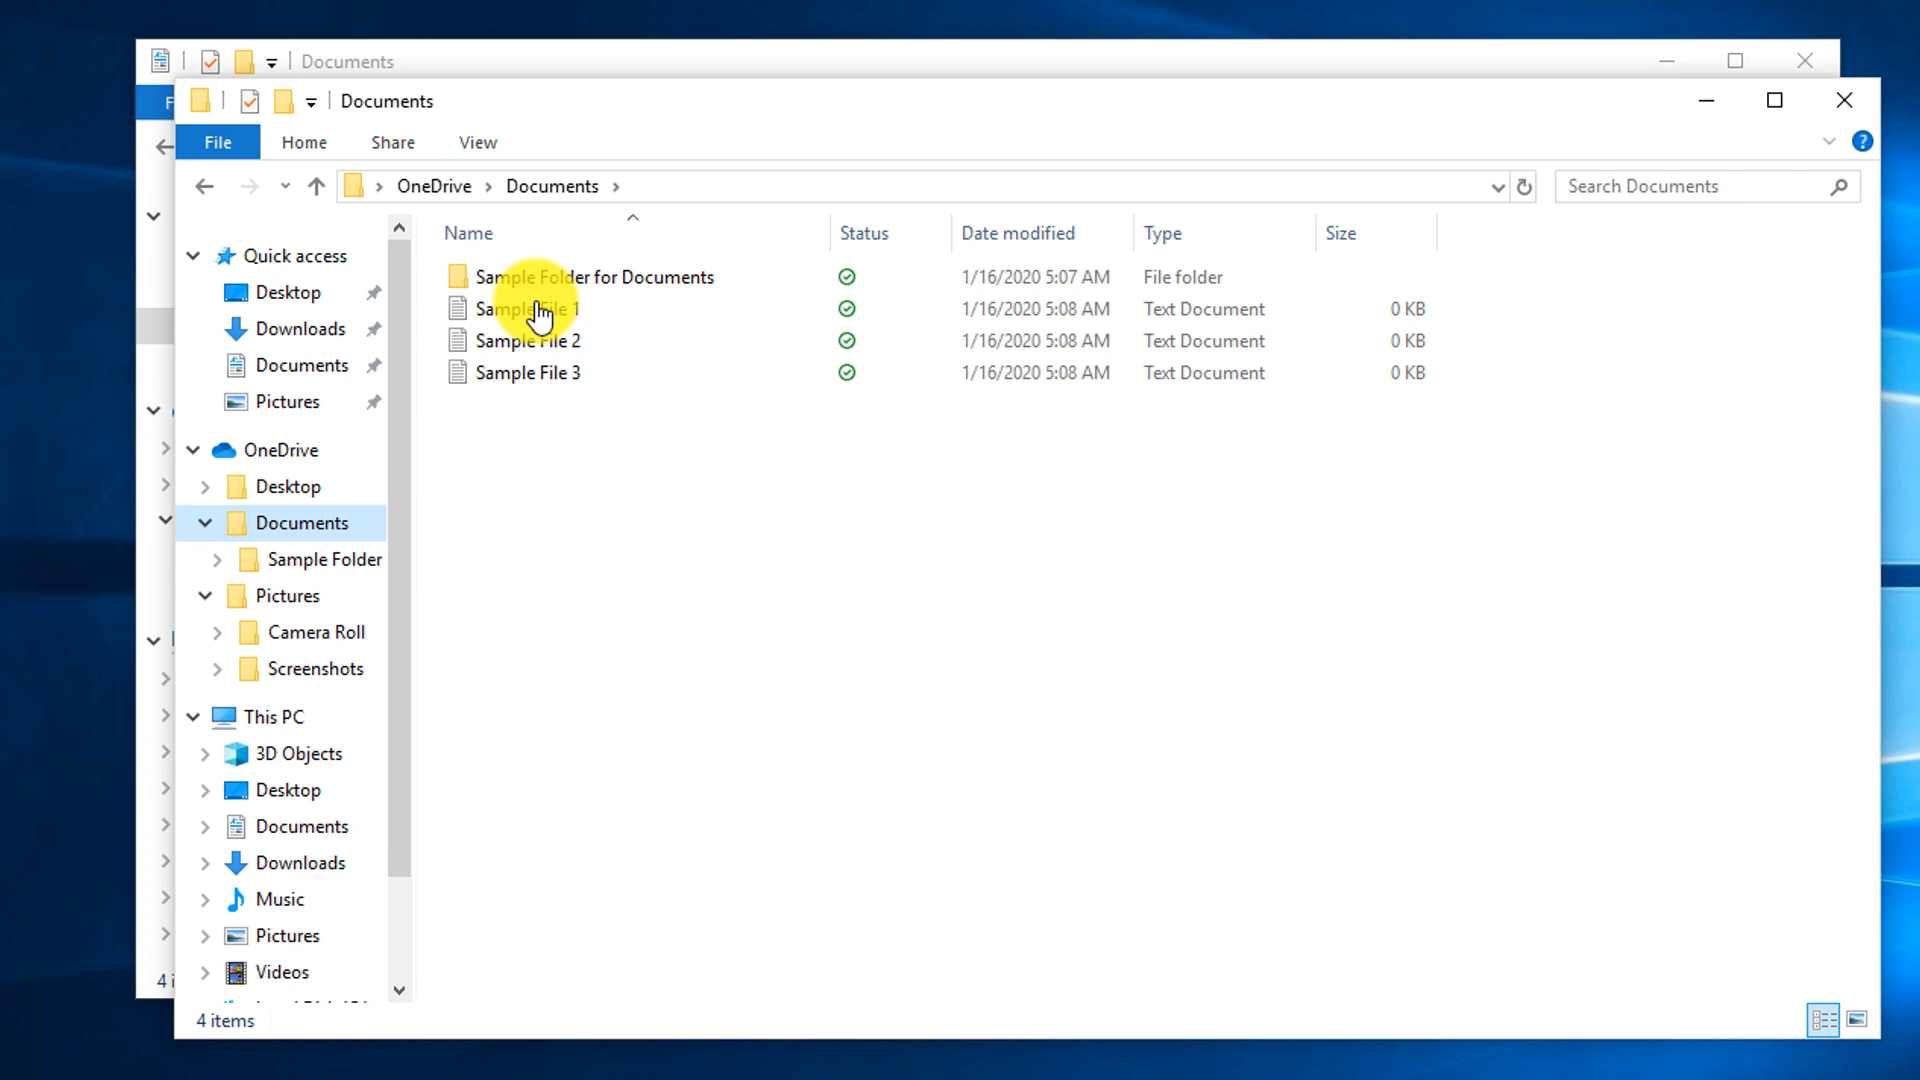 Documents
F
Documents
File Home Share View
OneDrive Documents
Search Documents
Name Status Date modified Type Size
Sample Folder for Documents 1/16/2020 5:07 AM File folder
Sample File 1 1/16/2020 5:08 AM Text Document 0 KB
Sample File 2 1/16/2020 5:08 AM Text Document 0 KB
Sample File 3 1/16/2020 5:08 AM Text Document 0 KB
Quick access
Desktop
Downloads
Documents
Pictures
OneDrive
Desktop
Documents
Sample Folder
Pictures
Camera Roll
Screenshots
This PC
3D Objects
Desktop
Documents
Downloads
Music
Pictures
Videos
4 i
4 items